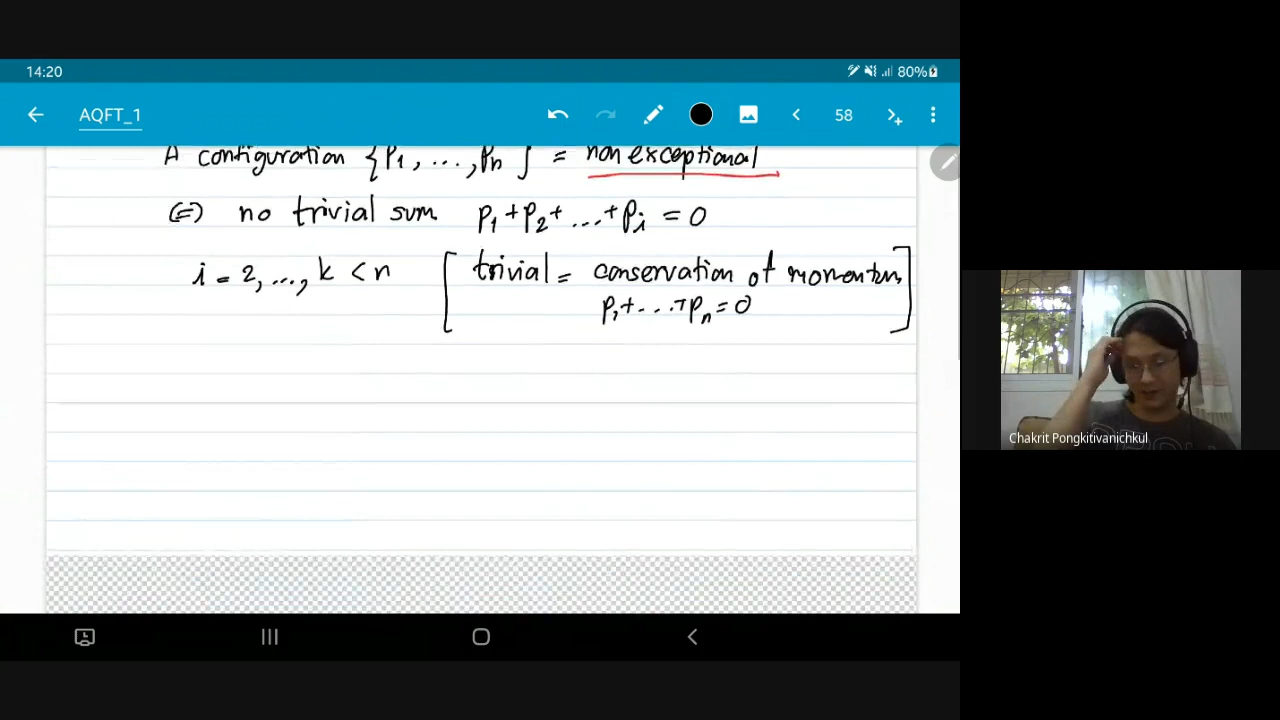 14:20
80%
AQFT_1
58
A configuration {p1, ..., pn} = non exceptional
⇔ no trivial sum p1+p2+...+pi = 0
i = 2, ..., k < n [trivial = conservation of momentum
p1+...+pn = 0]
Chakrit Pongkitivanichkul